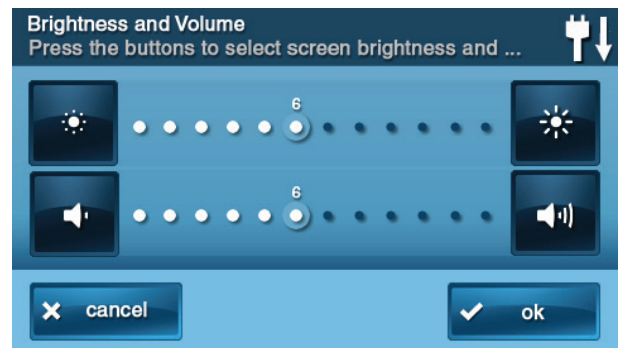 Brightness and Volume
Press the buttons to select screen brightness and ...
6
6
cancel
ok